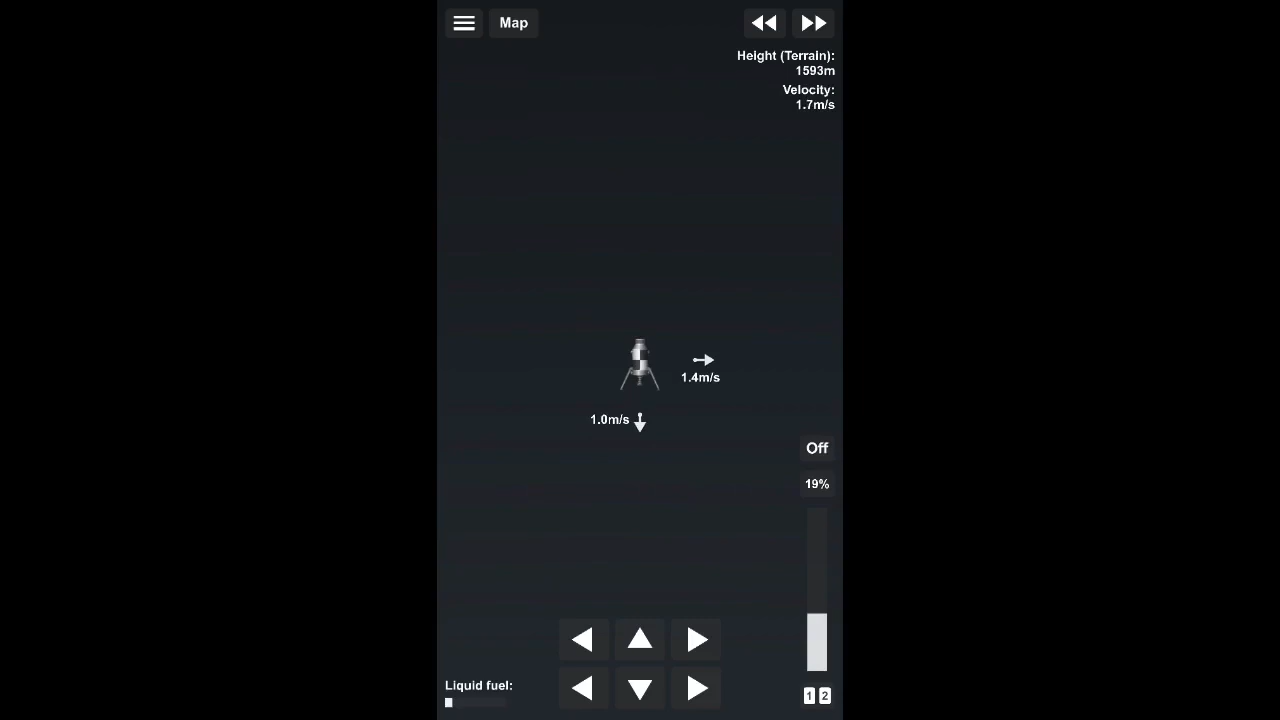 Map
Height (Terrain):
1593m
Velocity:
1.7m/s
1.4m/s
1.0m/s
Off
19%
Liquid fuel:
1 2